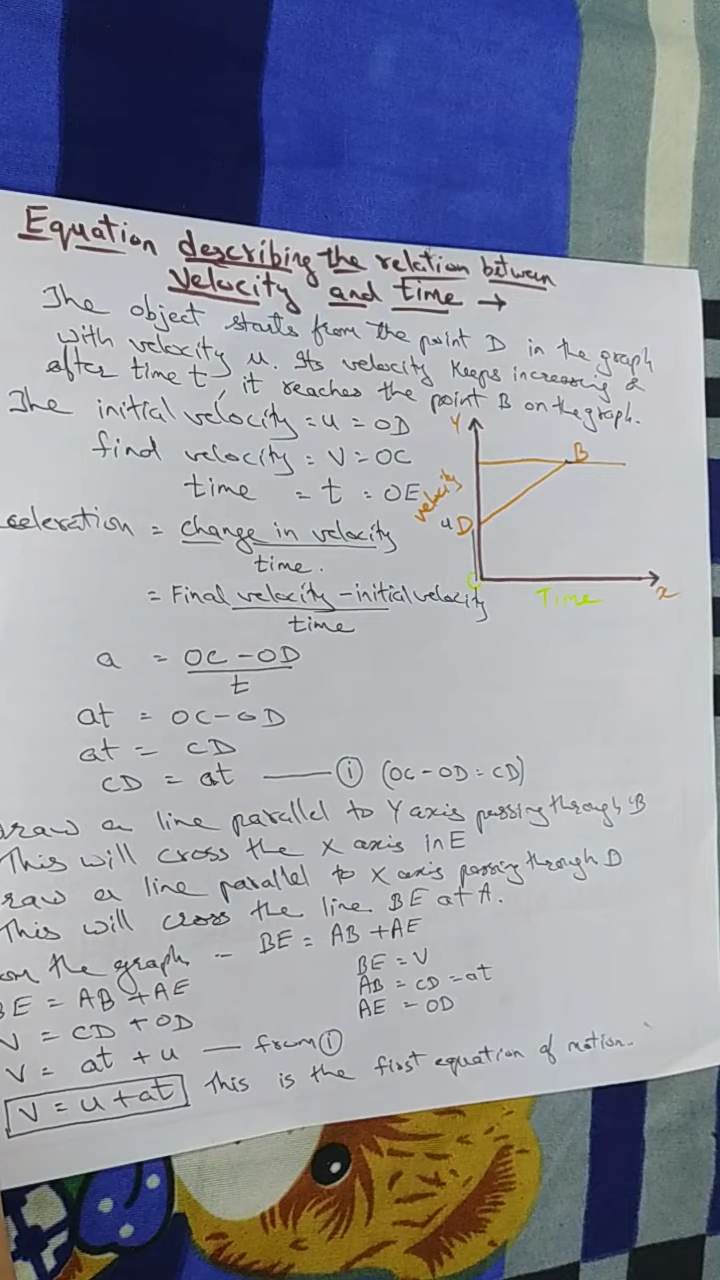 Equation describing the relation between
Velocity and time →
The object starts from the point D in the graph
with velocity u. Its velocity keeps increasing &
after time t, it reaches the point B on the graph.
The initial velocity = u = OD
find velocity = V = OC
time = t = OE
celeration = change in velocity
time.
= Final velocity - initial velocity
time
a = OC - OD
t
at = OC - OD
at = CD
CD = at —— ① (OC - OD = CD)
Y
B
velocity
u D
Time
x
raw a line parallel to Y axis passing through B
This will cross the X axis in E
raw a line parallel to X axis passing through D
This will cross the line BE at A.
om the graph - BE = AB + AE
BE = AB + AE
V = CD + OD
V = at + u — from ①
BE = V
AB = CD = at
AE = OD
V = u + at This is the first equation of motion.